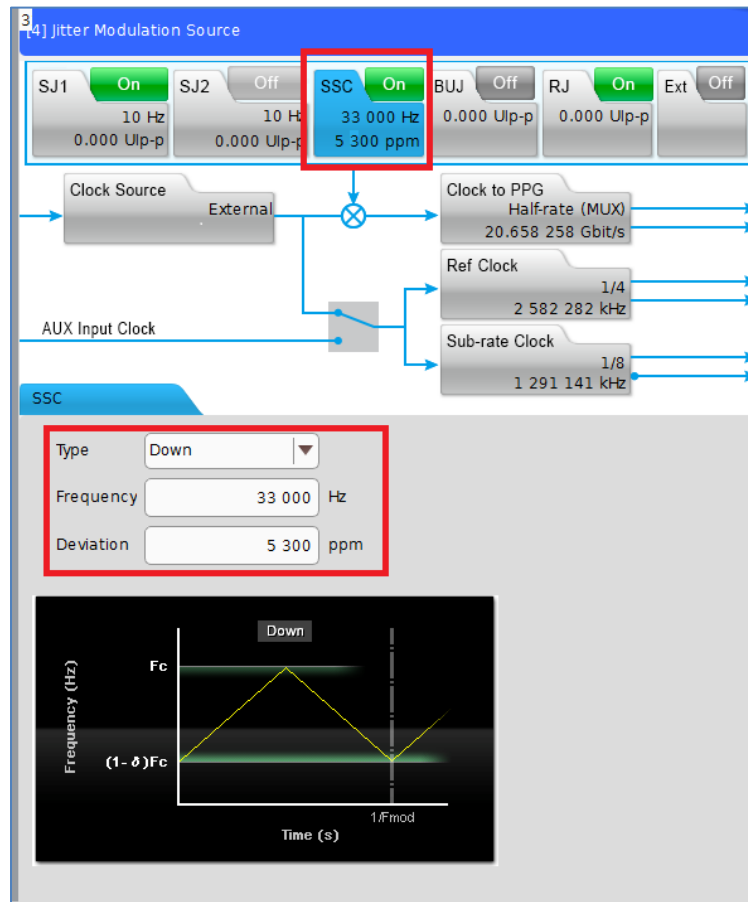 3
[4] Jitter Modulation Source
SJ1 On SJ2 Off SSC On BUJ Off RJ On Ext Off
10 Hz 10 Hz 33 000 Hz 0.000 UIp-p 0.000 UIp-p
0.000 UIp-p 0.000 UIp-p 5 300 ppm
Clock Source
External
Clock to PPG
Half-rate (MUX)
20.658 258 Gbit/s
Ref Clock
1/4
2 582 282 kHz
AUX Input Clock
Sub-rate Clock
1/8
1 291 141 kHz
SSC
Type Down
Frequency 33 000 Hz
Deviation 5 300 ppm
Down
Frequency (Hz)
Fc
(1- δ)Fc
1/Fmod
Time (s)